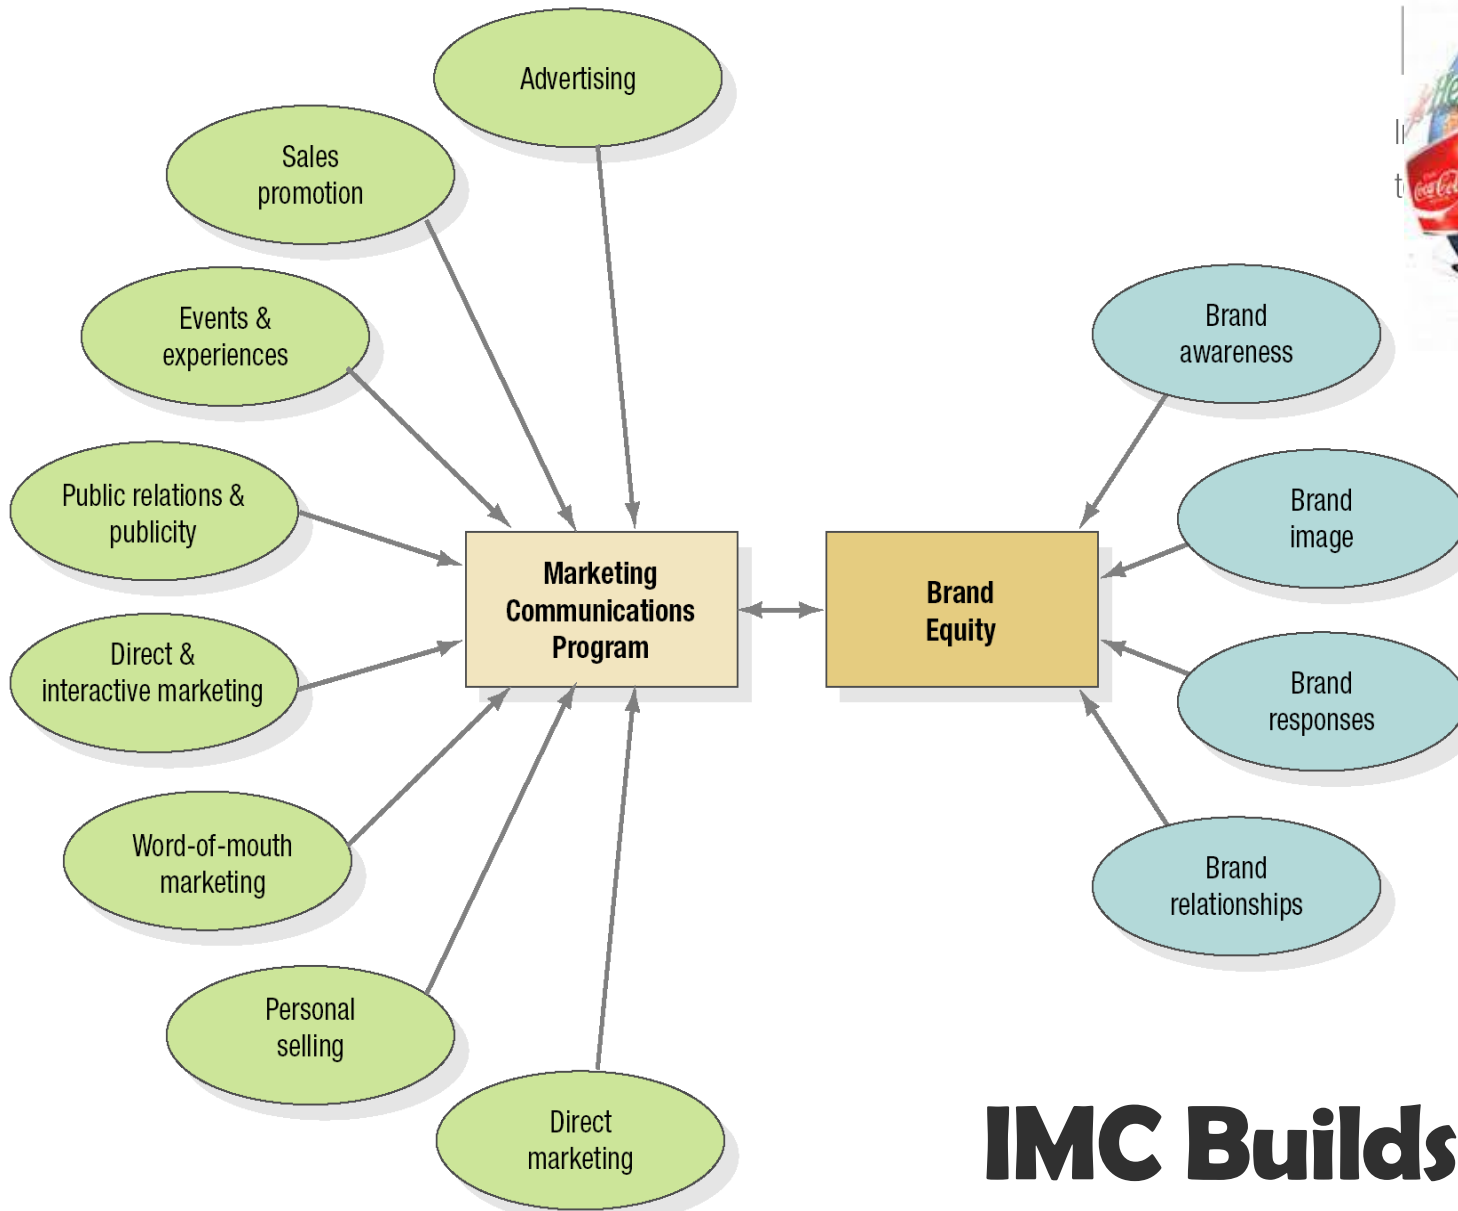 Advertising
Sales
promotion
Events &
experiences
Public relations &
publicity
Direct &
interactive marketing
Word-of-mouth
marketing
Personal
selling
Direct
marketing
Marketing
Communications
Program
Brand
Equity
Brand
awareness
Brand
image
Brand
responses
Brand
relationships
IMC Builds